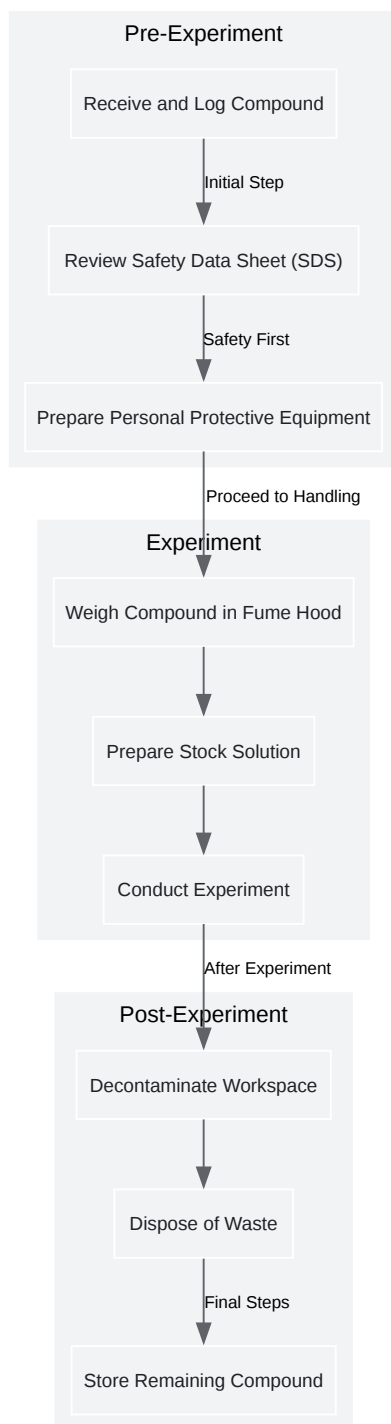 Pre-Experiment
Receive and Log Compound
Initial Step
Review Safety Data Sheet (SDS)
Safety First
Prepare Personal Protective Equipment
Proceed to Handling
Experiment
Weigh Compound in Fume Hood
Prepare Stock Solution
Conduct Experiment
After Experiment
Post-Experiment
Decontaminate Workspace
Dispose of Waste
Final Steps
Store Remaining Compound